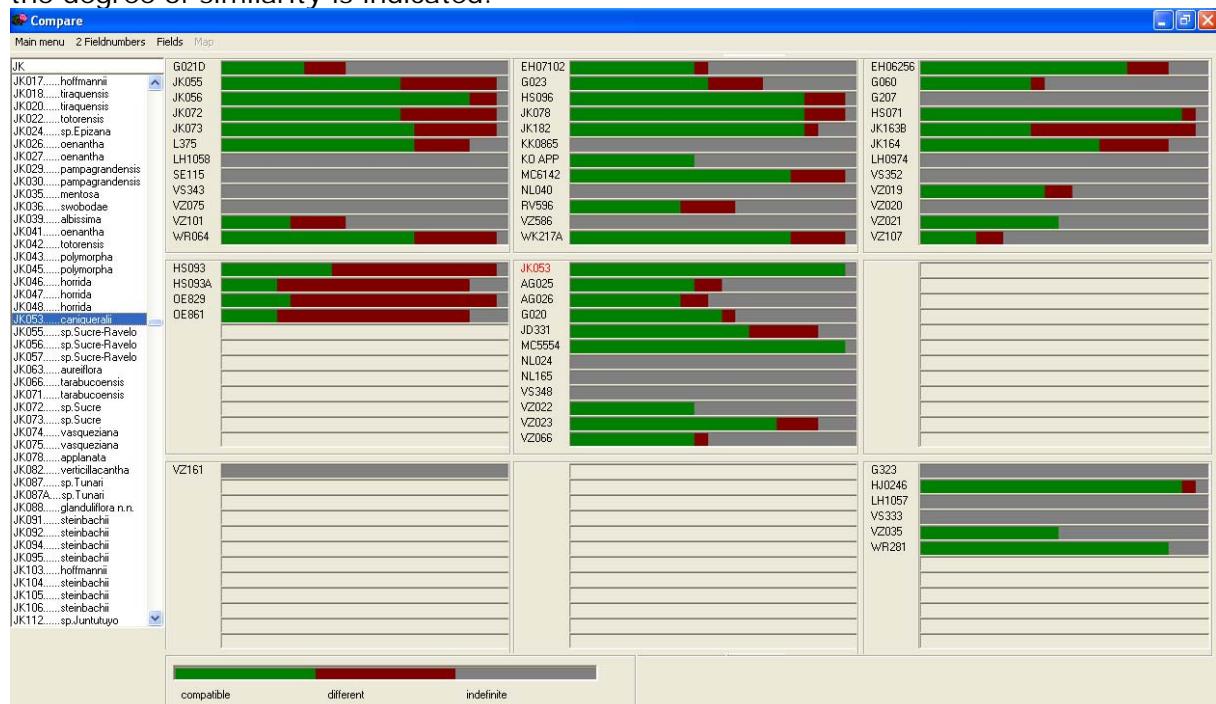 the degree of similarity is indicated.
Compare
Main menu 2 Fieldnumbers Fields Map
JK
JK017......hoffmannii
JK018......tiraquensis
JK020......tiraquensis
JK022......totorensis
JK024......sp.Epizana
JK026......oenantha
JK027......oenantha
JK029......pampagrandensis
JK030......pampagrandensis
JK035......mentosa
JK036......swobodae
JK039......albissima
JK041......oenantha
JK042......totorensis
JK043......polymorpha
JK045......polymorpha
JK046......horrida
JK047......horrida
JK048......horrida
JK053......caniqueralii
JK055......sp.Sucre-Ravelo
JK056......sp.Sucre-Ravelo
JK057......sp.Sucre-Ravelo
JK063......aureiflora
JK066......tarabucoensis
JK071......tarabucoensis
JK072......sp.Sucre
JK073......sp.Sucre
JK074......vasqueziana
JK075......vasqueziana
JK078......applanata
JK082......verticillacantha
JK087......sp.Tunari
JK087A....sp.Tunari
JK088......glanduliflora n.n.
JK091......steinbachii
JK092......steinbachii
JK094......steinbachii
JK095......steinbachii
JK103......hoffmannii
JK104......steinbachii
JK105......steinbachii
JK106......steinbachii
JK112......sp.Juntutuyo
G021D
JK055
JK056
JK072
JK073
L375
LH1058
SE115
VS343
VZ075
VZ101
WR064
EH07102
G023
HS096
JK078
JK182
KK0865
KO APP
MC6142
NL040
RV596
VZ586
WK217A
EH06256
G060
G207
HS071
JK163B
JK164
LH0974
VS352
VZ019
VZ020
VZ021
VZ107
HS093
HS093A
OE829
OE861
JK053
AG025
AG026
G020
JD331
MC5554
NL024
NL165
VS348
VZ022
VZ023
VZ066
VZ161
G323
HJ0246
LH1057
VS333
VZ035
WR281
compatible different indefinite